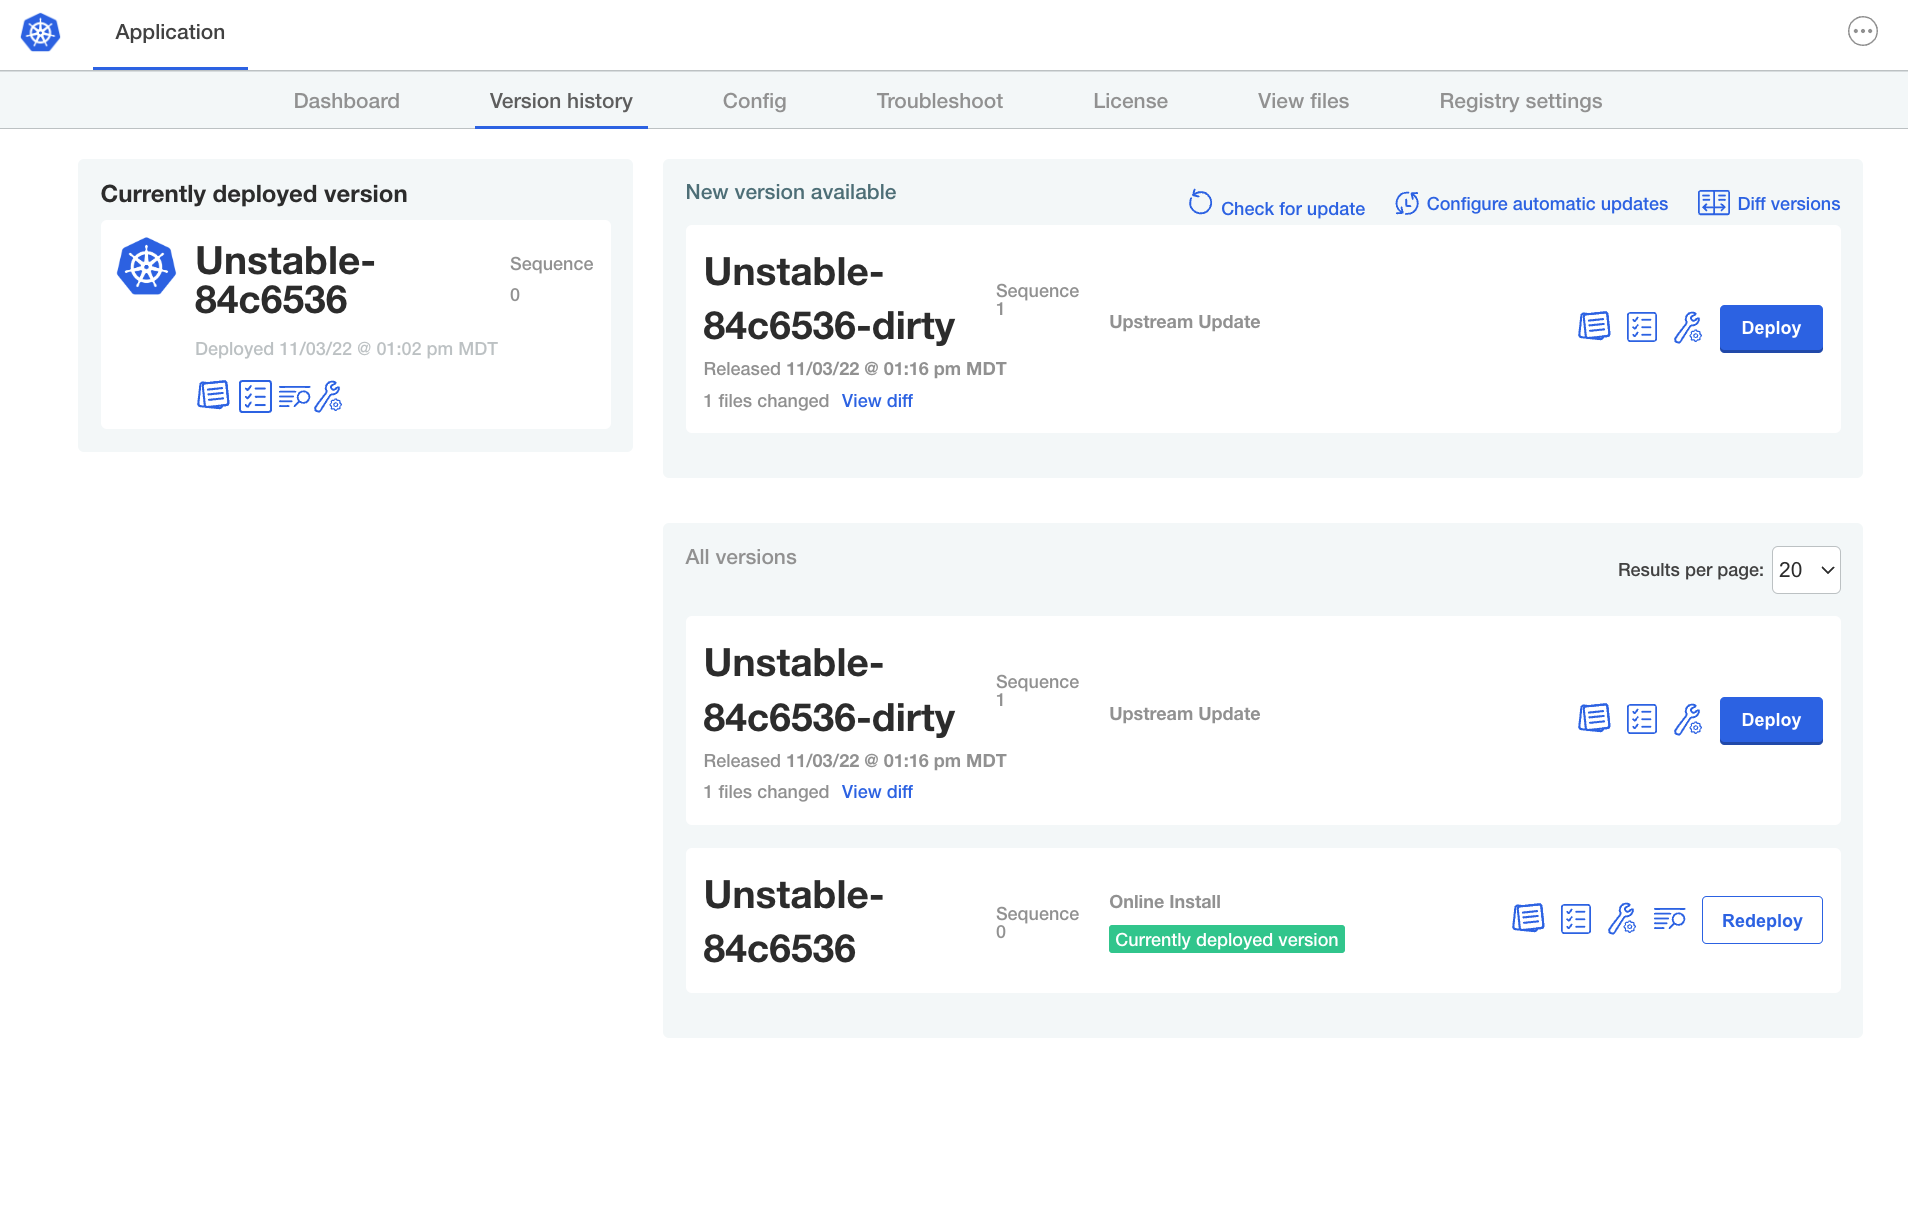 Application
Dashboard
Version history
Config
Troubleshoot
License
View files
Registry settings
Currently deployed version
Unstable-
84c6536
Sequence
0
Deployed 11/03/22 @ 01:02 pm MDT
New version available
Check for update
Configure automatic updates
Diff versions
Unstable-
84c6536-dirty
Sequence
1
Upstream Update
Deploy
Released 11/03/22 @ 01:16 pm MDT
1 files changed View diff
All versions
Results per page: 20
Unstable-
84c6536-dirty
Sequence
1
Upstream Update
Deploy
Released 11/03/22 @ 01:16 pm MDT
1 files changed View diff
Unstable-
84c6536
Sequence
0
Online Install
Currently deployed version
Redeploy